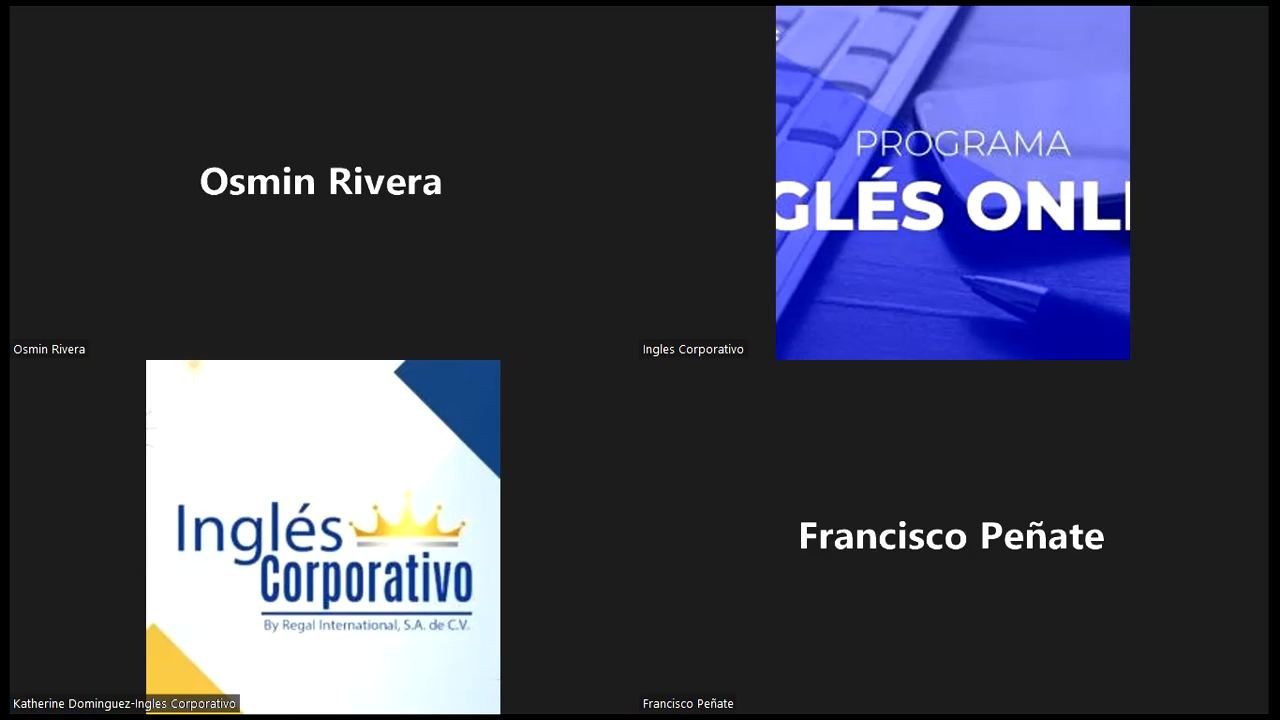 Osmin Rivera
Osmin Rivera
PROGRAMA
GLÉS ONLI
Ingles Corporativo
Inglés
Corporativo
By Regal International, S.A. de C.V.
Katherine Dominguez-Ingles Corporativo
Francisco Peñate
Francisco Peñate